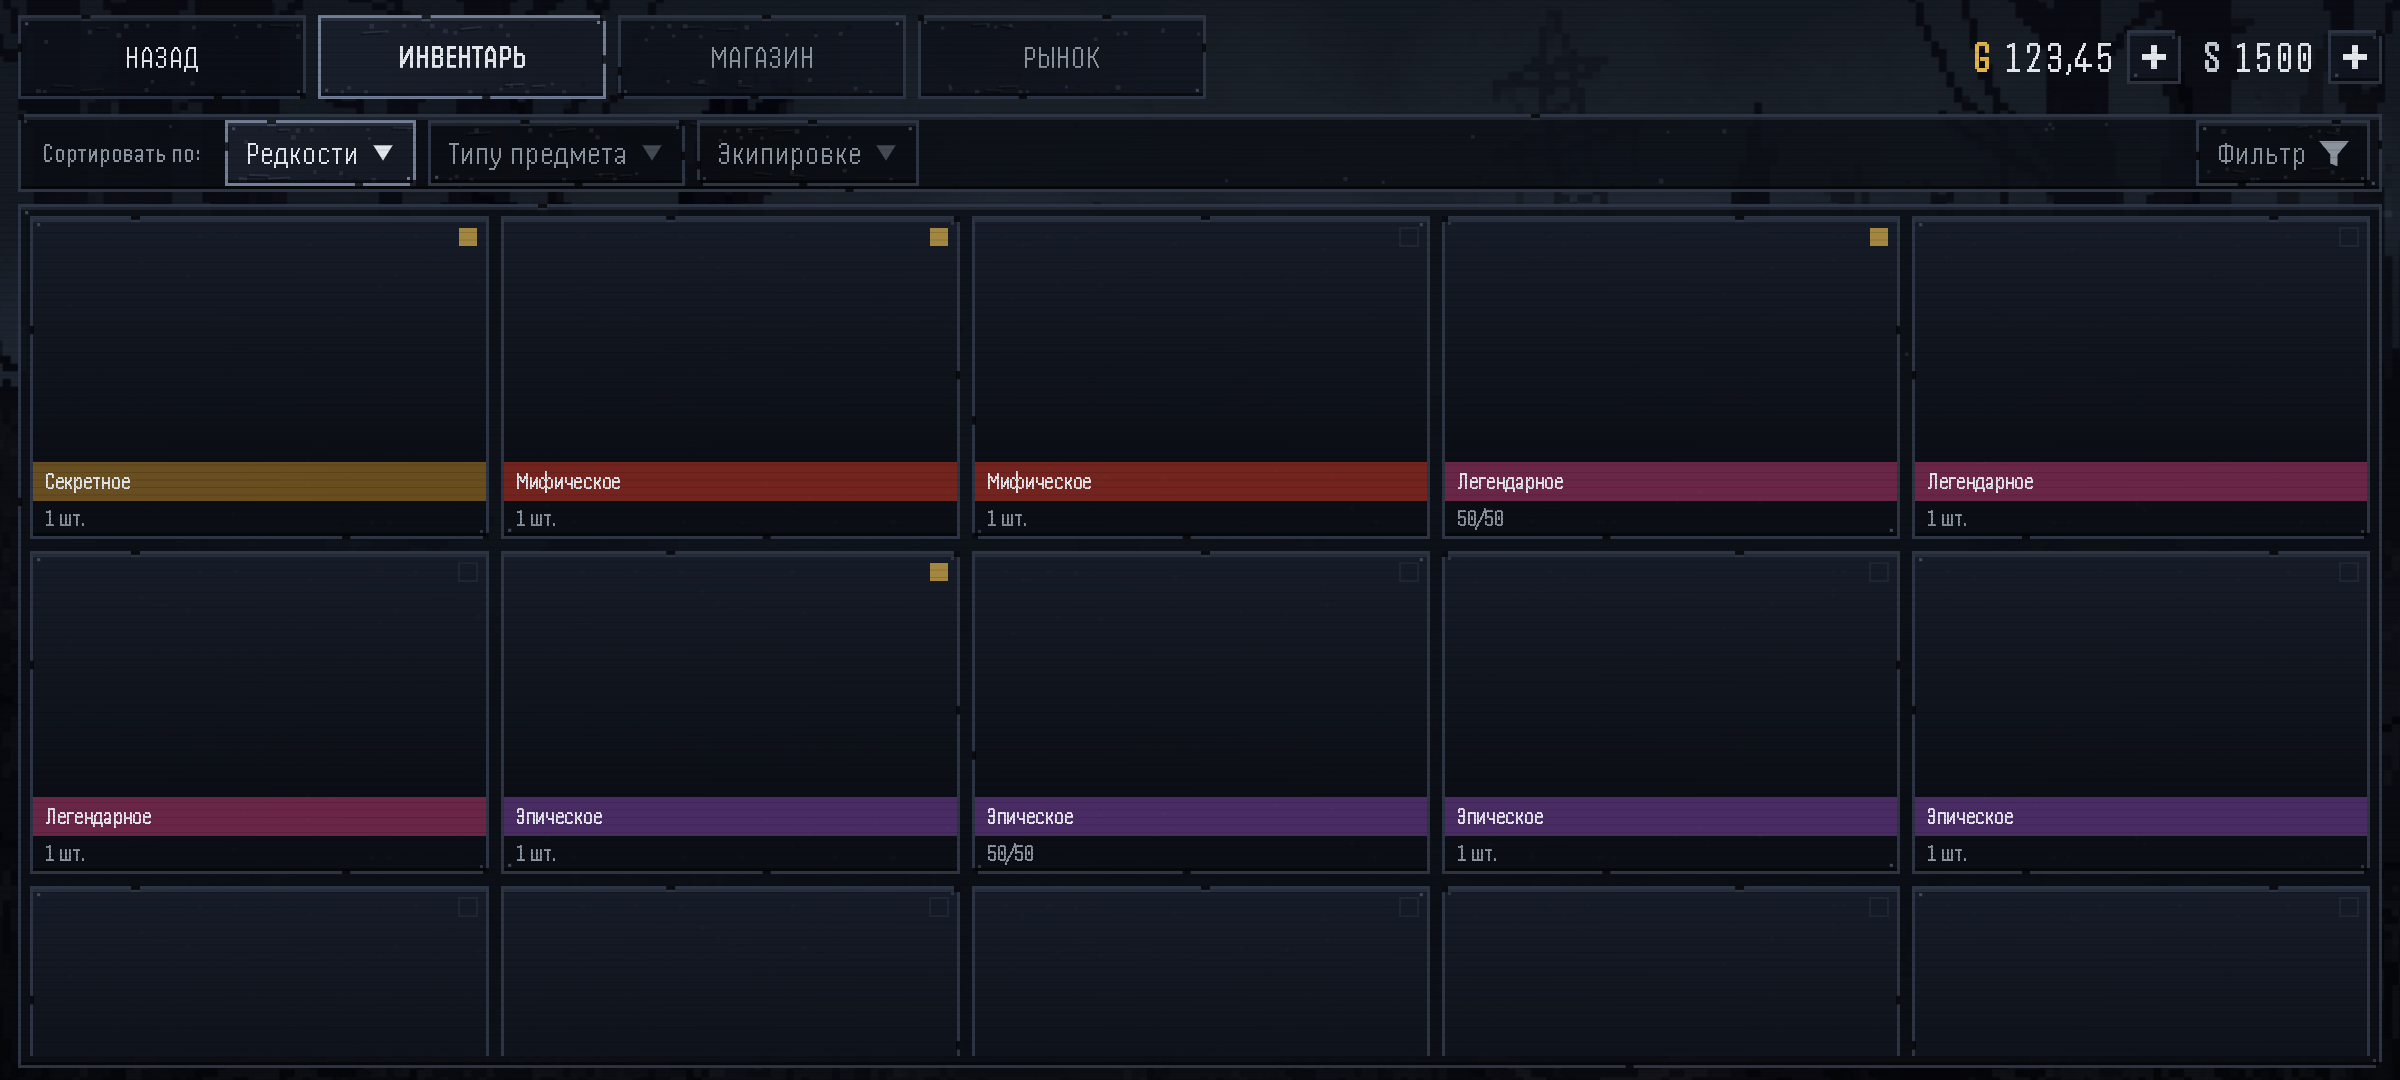 НАЗАД ИНВЕНТАРЬ МАГАЗИН РЫНОК G 123,45 + S 1500 +
Сортировать по: Редкости Типу предмета Экипировке Фильтр
Секретное Мифическое Мифическое Легендарное Легендарное
1 шт. 1 шт. 1 шт. 50/50 1 шт.
Легендарное Эпическое Эпическое Эпическое Эпическое
1 шт. 1 шт. 50/50 1 шт. 1 шт.